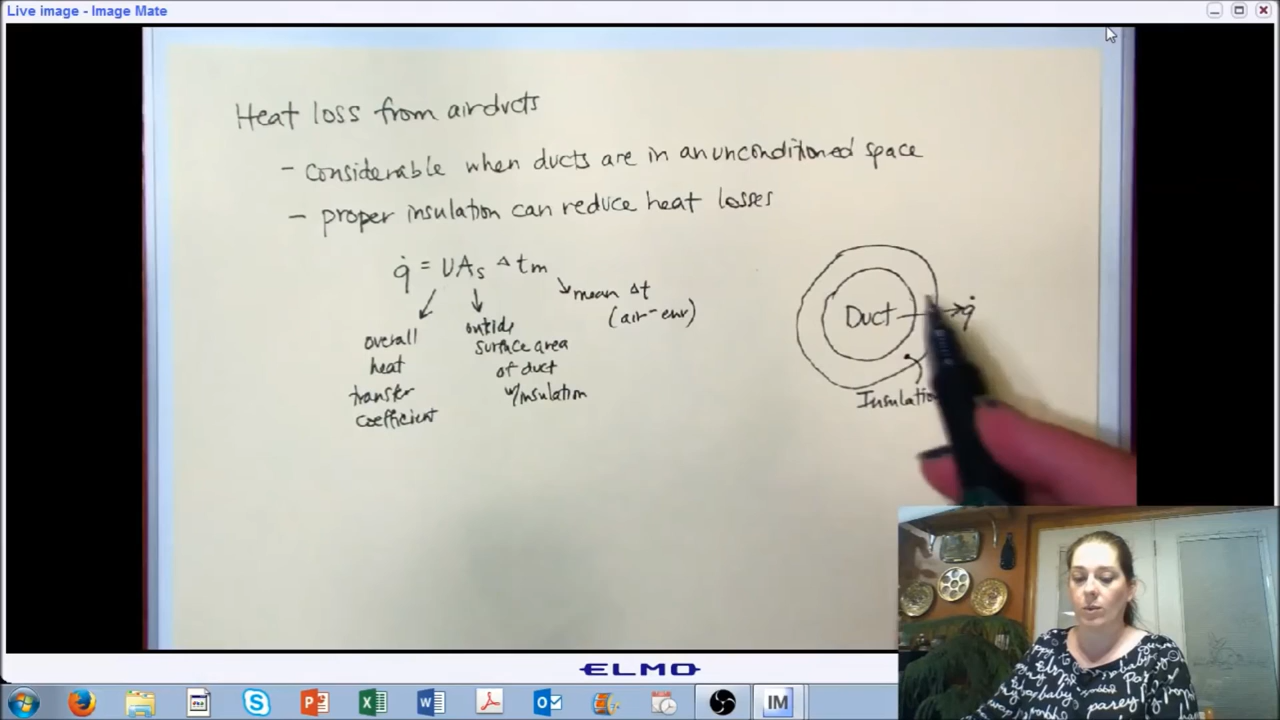 Live image - Image Mate
Heat loss from air ducts
- considerable when ducts are in an unconditioned space
- proper insulation can reduce heat losses
q̇ = UAs Δtm
mean Δt
(air-env)
overall
heat
transfer
coefficient
outside
surface area
of duct
w/insulation
Duct
q̇
Insulation
ELMO
IM